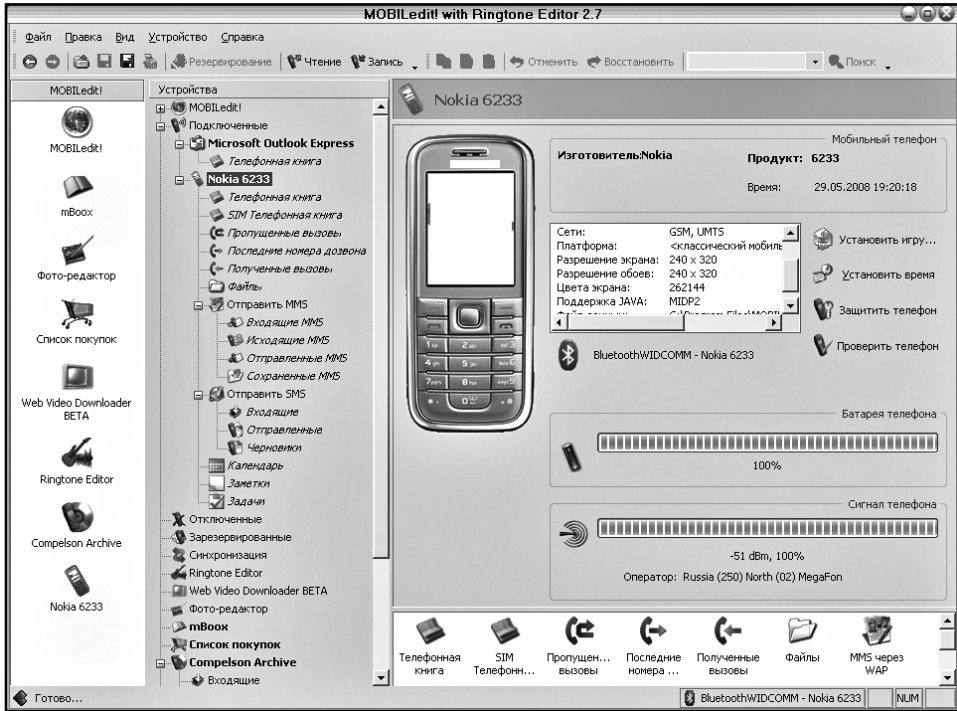 MOBILedit! with Ringtone Editor 2.7
Файл Правка Вид Устройство Справка
Резервирование Чтение Запись Отменить Восстановить Поиск
MOBILedit!
MOBILedit!
mBoox
Фото-редактор
Список покупок
Web Video Downloader
BETA
Ringtone Editor
Compelson Archive
Nokia 6233
Устройства
MOBILedit!
Подключенные
Microsoft Outlook Express
Телефонная книга
Nokia 6233
Телефонная книга
SIM Телефонная книга
Пропущенные вызовы
Последние номера дозвона
Полученные вызовы
Файлы
Отправить MMS
Входящие MMS
Исходящие MMS
Отправленные MMS
Сохраненные MMS
Отправить SMS
Входящие
Отправленные
Черновики
Календарь
Заметки
Задачи
Отключенные
Зарезервированные
Синхронизация
Ringtone Editor
Web Video Downloader BETA
Фото-редактор
mBoox
Список покупок
Compelson Archive
Входящие
Nokia 6233
Мобильный телефон
Изготовитель:Nokia Продукт: 6233
Время: 29.05.2008 19:20:18
Сети: GSM, UMTS
Платформа: <классический мобиль
Разрешение экрана: 240 x 320
Разрешение обоев: 240 x 320
Цвета экрана: 262144
Поддержка JAVA: MIDP2
Установить игру...
Установить время
Защитить телефон
Проверить телефон
BluetoothWIDCOMM - Nokia 6233
Батарея телефона
100%
Сигнал телефона
-51 dBm, 100%
Оператор: Russia (250) North (02) MegaFon
Телефонная
книга
SIM
Телефонн...
Пропущен...
вызовы
Последние
номера ...
Полученные
вызовы
Файлы
MMS через
WAP
Готово...
BluetoothWIDCOMM - Nokia 6233
NUM